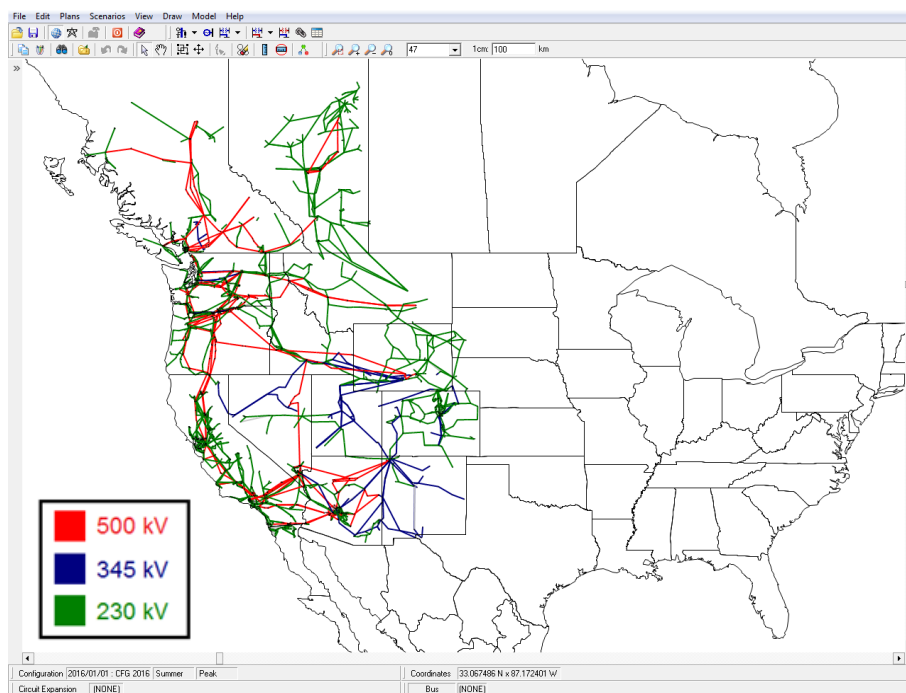 File Edit Plans Scenarios View Draw Model Help
47 1cm: 100 km
500 kV
345 kV
230 kV
Configuration 2016/01/01 : CFG 2016 Summer Peak Coordinates 33.067486 N x 87.172401 W
Circuit Expansion (NONE) Bus (NONE)